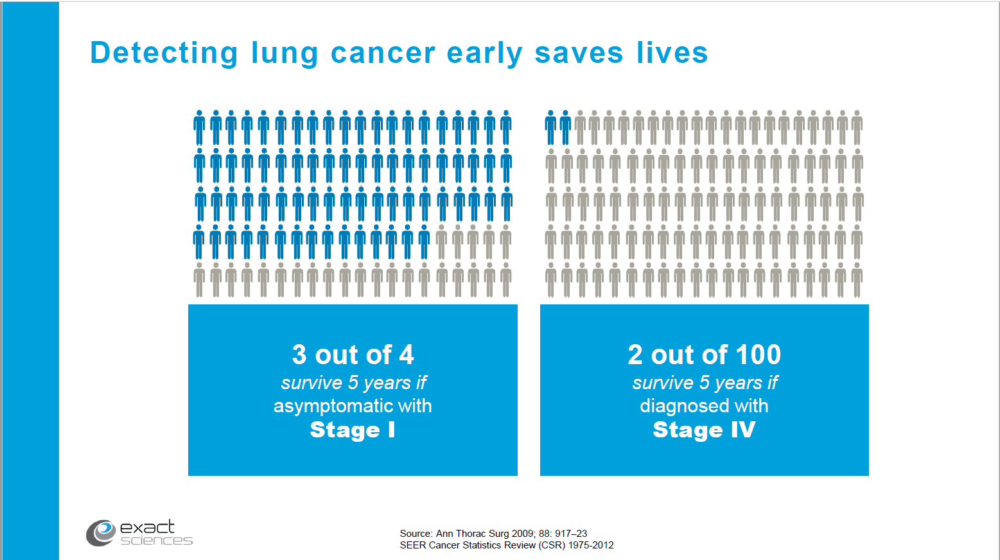 Detecting lung cancer early saves lives
3 out of 4
survive 5 years if
asymptomatic with
Stage I
2 out of 100
survive 5 years if
diagnosed with
Stage IV
exact
sciences
Source: Ann Thorac Surg 2009; 88: 917–23
SEER Cancer Statistics Review (CSR) 1975-2012